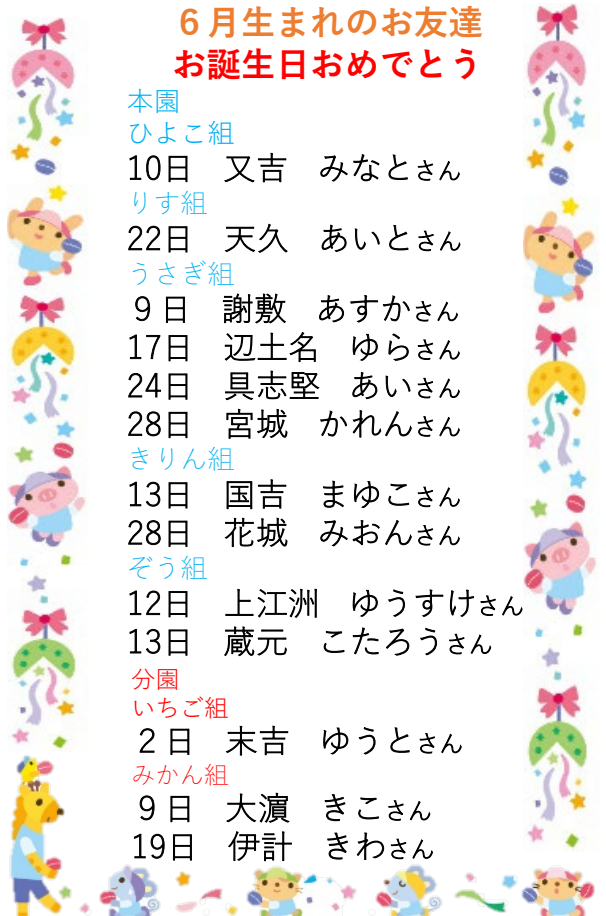 ６月生まれのお友達
お誕生日おめでとう
本園
ひよこ組
10日　又吉　みなとさん
りす組
22日　天久　あいとさん
うさぎ組
９日　謝敷　あすかさん
17日　辺土名　ゆらさん
24日　具志堅　あいさん
28日　宮城　かれんさん
きりん組
13日　国吉　まゆこさん
28日　花城　みおんさん
ぞう組
12日　上江洲　ゆうすけさん
13日　蔵元　こたろうさん
分園
いちご組
２日　末吉　ゆうとさん
みかん組
９日　大濵　きこさん
19日　伊計　きわさん